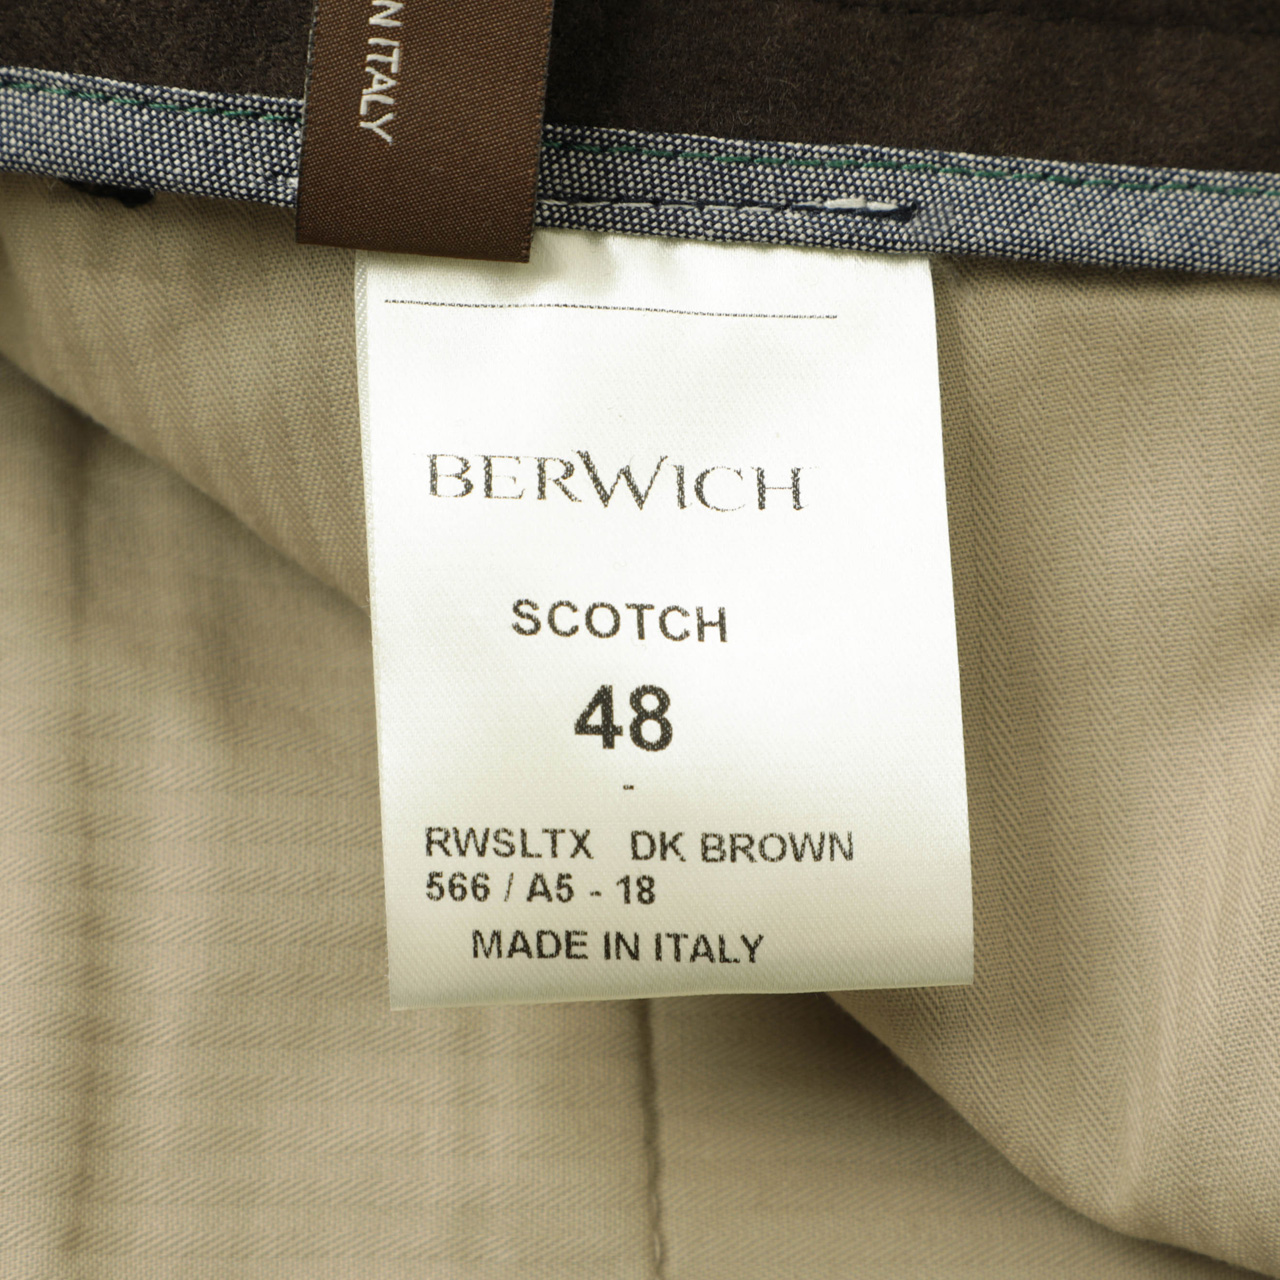 N ITALY
BERWICH
SCOTCH
48
-
RWSLTX DK BROWN
566 / A5 - 18
MADE IN ITALY